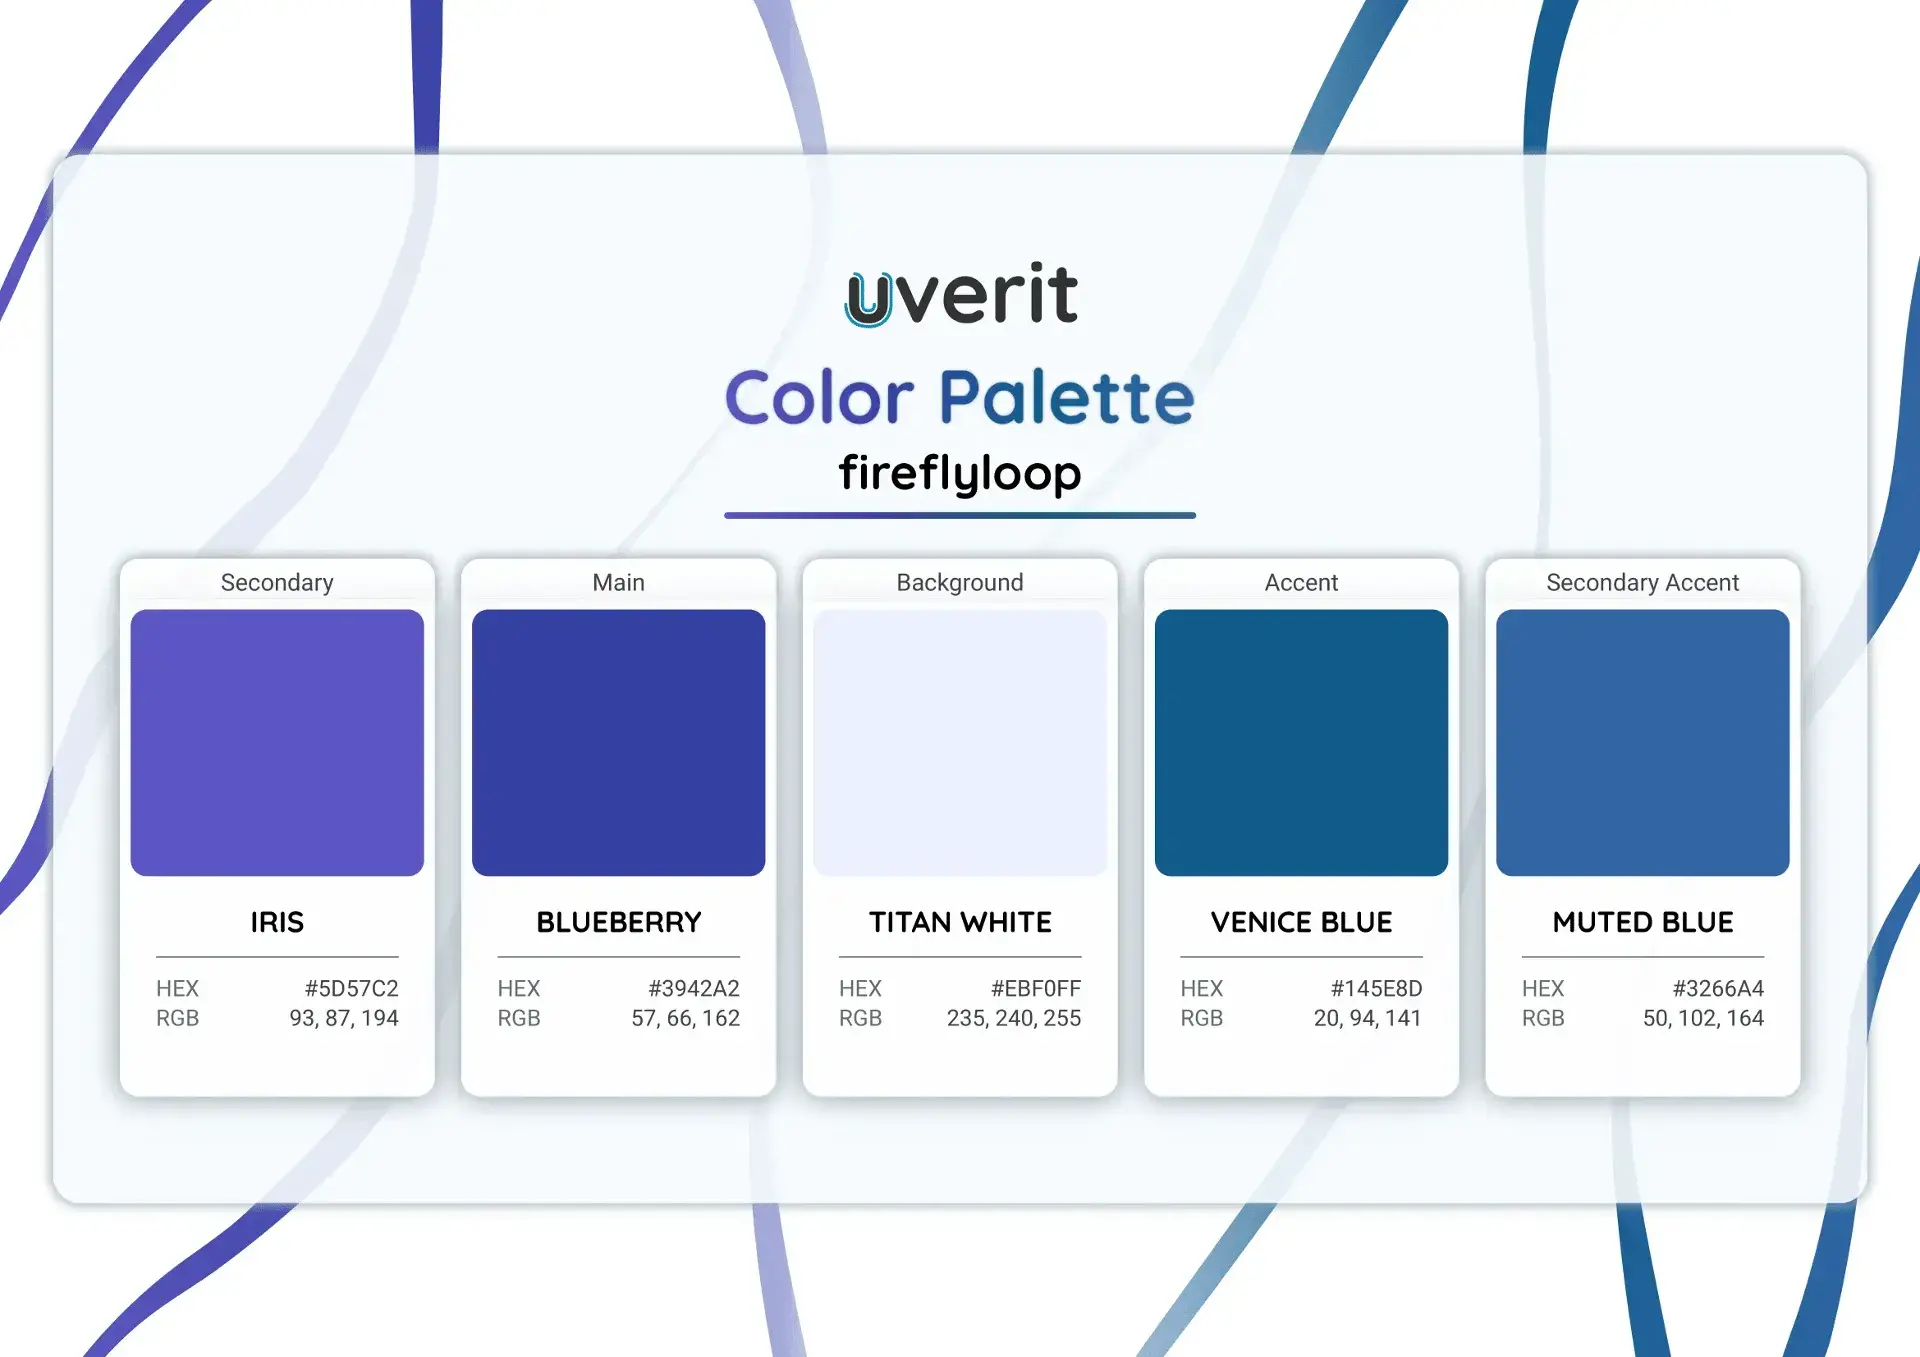 uverit
Color Palette
fireflyloop
Secondary
IRIS
HEX #5D57C2
RGB 93, 87, 194
Main
BLUEBERRY
HEX #3942A2
RGB 57, 66, 162
Background
TITAN WHITE
HEX #EBF0FF
RGB 235, 240, 255
Accent
VENICE BLUE
HEX #145E8D
RGB 20, 94, 141
Secondary Accent
MUTED BLUE
HEX #3266A4
RGB 50, 102, 164